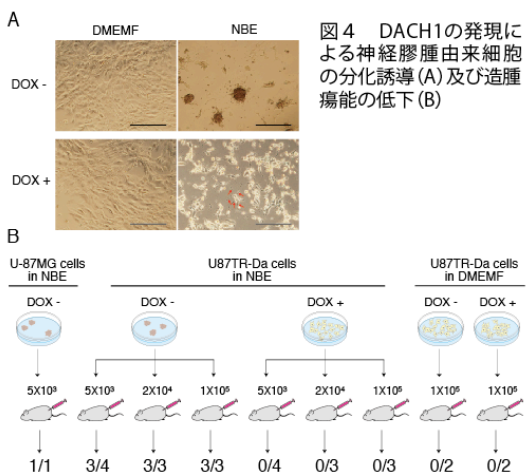 A
DMEMF NBE
DOX -
DOX +
図４ DACH1の発現に
よる神経膠腫由来細胞
の分化誘導(A)及び造腫
瘍能の低下(B)
B
U-87MG cells
in NBE
U87TR-Da cells
in NBE
U87TR-Da cells
in DMEMF
DOX - DOX - DOX + DOX - DOX +
5X10³ 5X10³ 2X10⁴ 1X10⁵ 5X10³ 2X10⁴ 1X10⁵ 1X10⁵ 1X10⁵
1/1 3/4 3/3 3/3 0/4 0/3 0/3 0/2 0/2